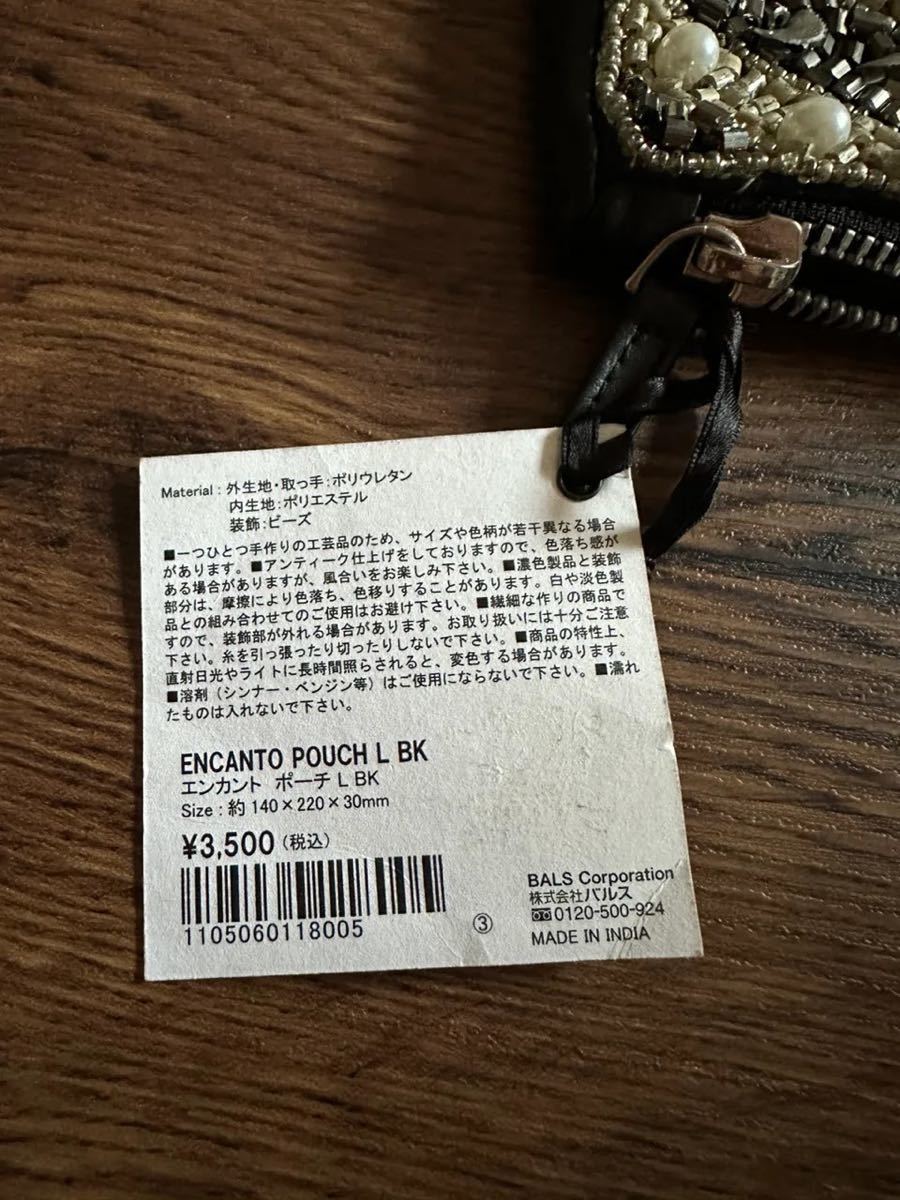 Material : 外生地・取っ手：ポリウレタン
内生地：ポリエステル
装飾：ビーズ
■一つひとつ手作りの工芸品のため、サイズや色柄が若干異なる場合
があります。■アンティーク仕上げをしておりますので、色落ち感が
ある場合がありますが、風合いをお楽しみ下さい。■濃色製品と装飾
部分は、摩擦により色落ち、色移りすることがあります。白や淡色製
品との組み合わせてのご使用はお避け下さい。■繊細な作りの商品で
すので、装飾部が外れる場合があります。お取り扱いには十分ご注意
下さい。糸を引っ張ったり切ったりしないで下さい。■商品の特性上、
直射日光やライトに長時間照らされると、変色する場合があります。
■溶剤（シンナー・ベンジン等）はご使用にならないで下さい。■濡れ
たものは入れないで下さい。
ENCANTO POUCH L BK
エンカント ポーチ L BK
Size : 約 140×220×30mm
¥3,500（税込）
1105060118005
③
BALS Corporation
株式会社バルス
0120-500-924
MADE IN INDIA